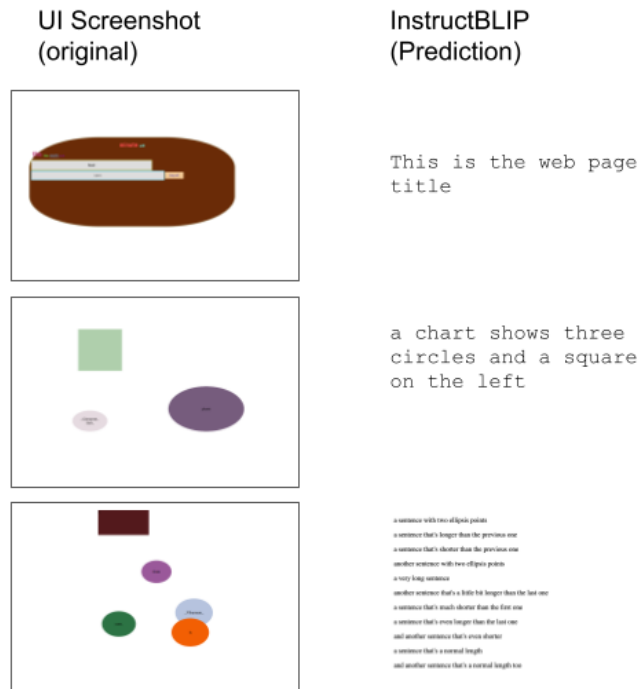 UI Screenshot
(original)
InstructBLIP
(Prediction)
This is the web page
title
a chart shows three
circles and a square
on the left
a sentence with two ellipsis points
a sentence that's longer than the previous one
a sentence that's shorter than the previous one
another sentence with two ellipsis points
a very long sentence
another sentence that's a little bit longer than the last one
a sentence that's much shorter than the first one
a sentence that's even longer than the last one
and another sentence that's even shorter
a sentence that's a normal length
and another sentence that's a normal length too